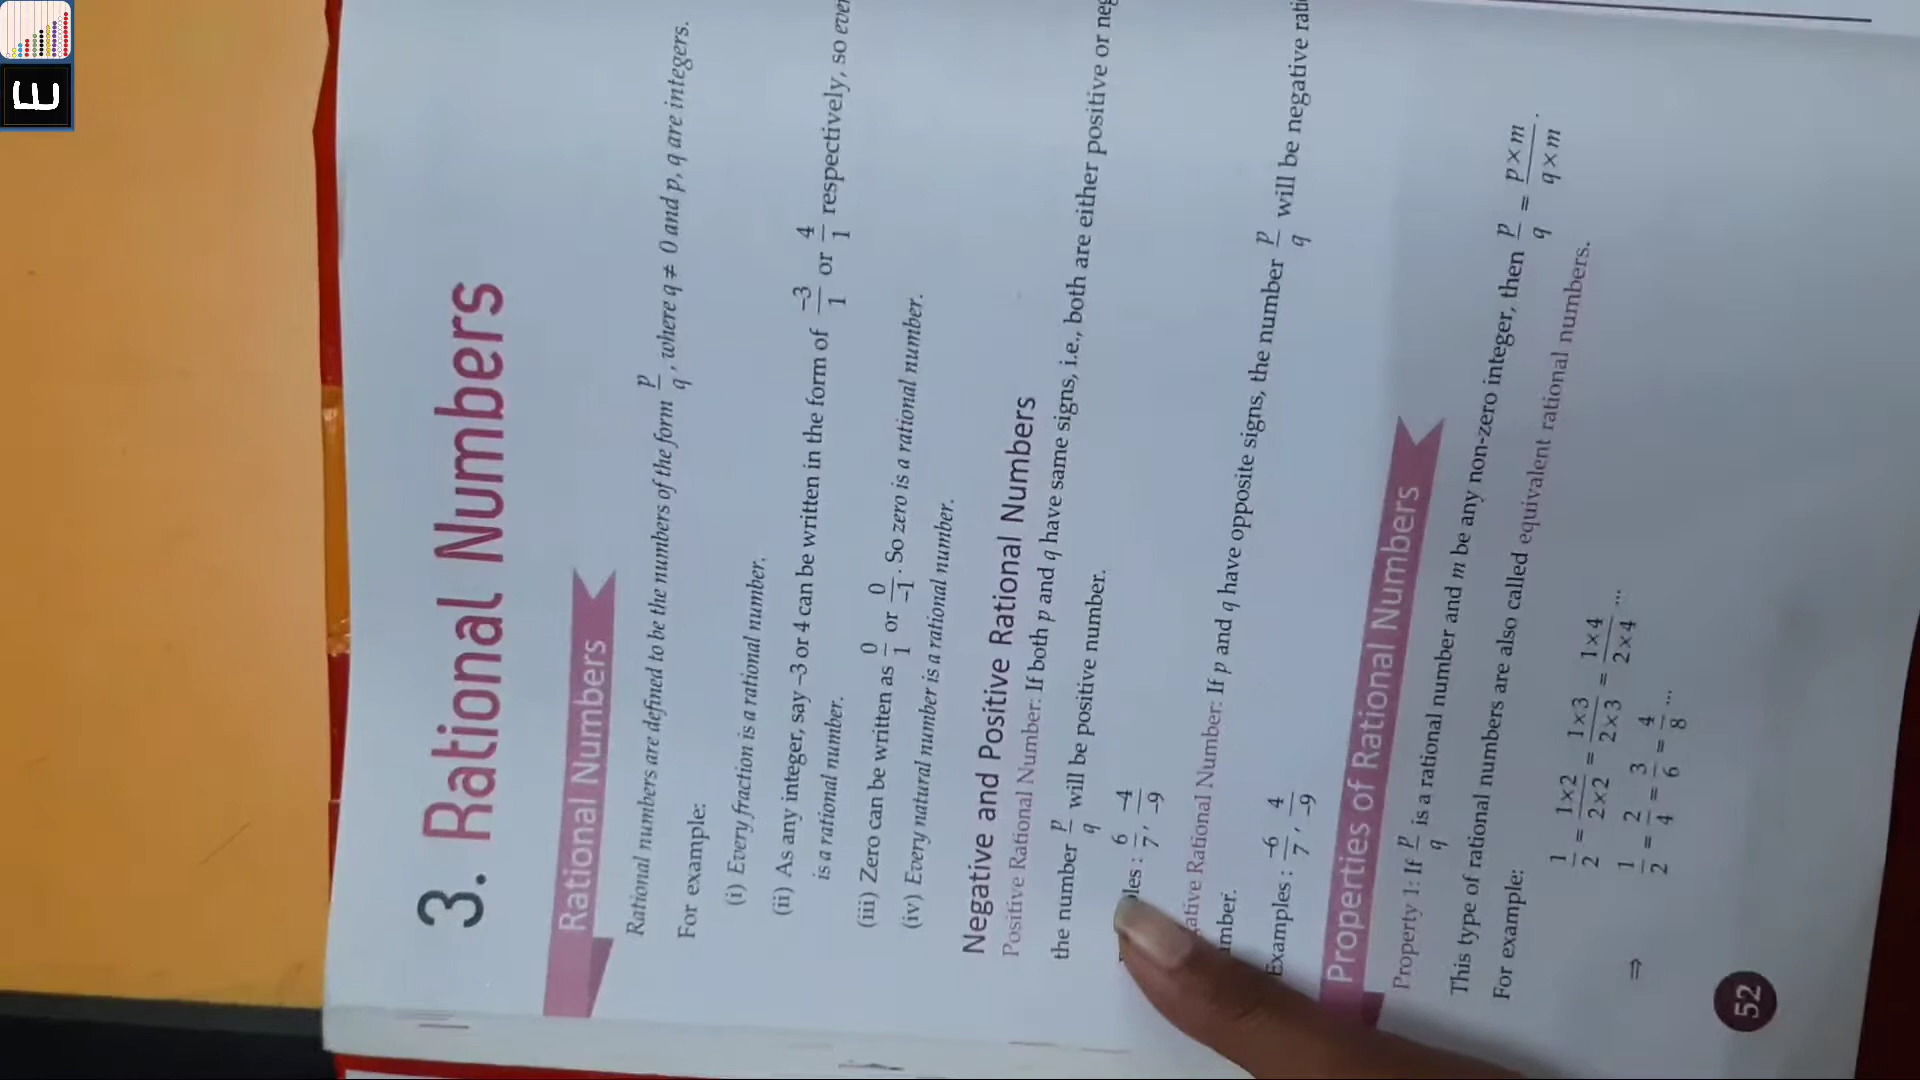 E
3. Rational Numbers
Rational Numbers
Rational numbers are defined to be the numbers of the form p/q, where q ≠ 0 and p, q are integers.
For example:
(i) Every fraction is a rational number.
(ii) As any integer, say −3 or 4 can be written in the form of −3/1 or 4/1 respectively, so
is a rational number.
(iii) Zero can be written as 0/1 or 0/−1. So zero is a rational number.
(iv) Every natural number is a rational number.
Negative and Positive Rational Numbers
Positive Rational Number: If both p and q have same signs, i.e., both are either positive or
the number p/q will be positive number.
: 6/7, −4/−9
Rational Number: If p and q have opposite signs, the number p/q will be negative
Examples : −6/7, 4/−9
Properties of Rational Numbers
Property 1: If p/q is a rational number and m be any non-zero integer, then p/q = p×m/q×m.
This type of rational numbers are also called equivalent rational numbers.
For example:
1/2 = 1×2/2×2 = 1×3/2×3 = 1×4/2×4 ...
⇒ 1/2 = 2/4 = 3/6 = 4/8 ...
52